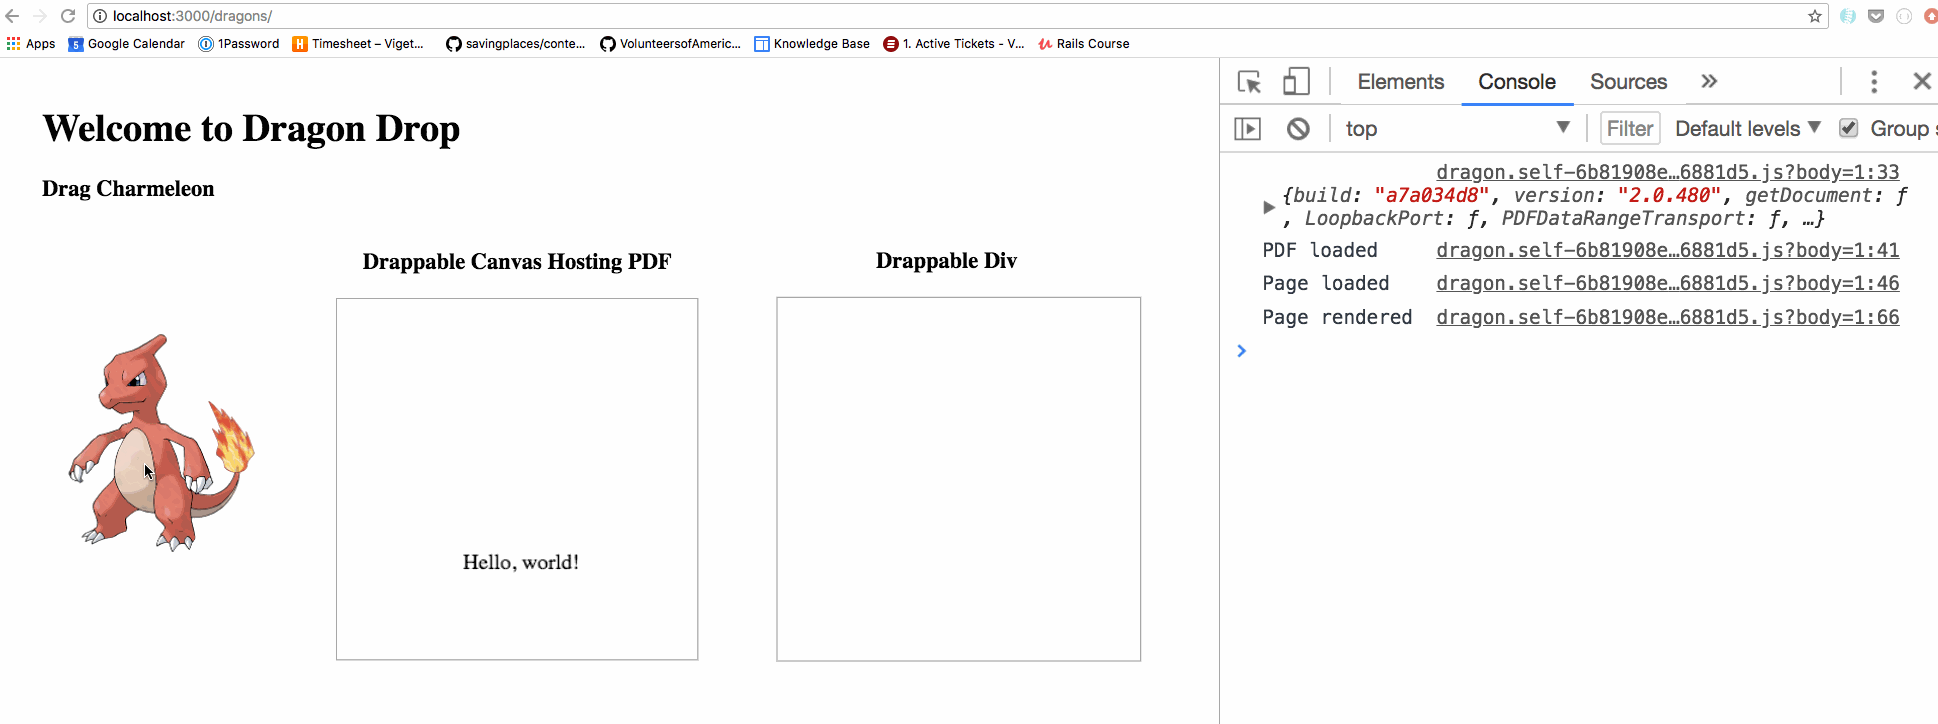 localhost:3000/dragons/
Apps 5 Google Calendar 1Password H Timesheet – Viget... savingplaces/conte... VolunteersofAmeric... Knowledge Base 1. Active Tickets - V... Rails Course
Welcome to Dragon Drop
Drag Charmeleon
Drappable Canvas Hosting PDF
Drappable Div
Hello, world!
Elements Console Sources »
top Filter Default levels Group
dragon.self-6b81908e…6881d5.js?body=1:33
{build: "a7a034d8", version: "2.0.480", getDocument: ƒ
, LoopbackPort: ƒ, PDFDataRangeTransport: ƒ, …}
PDF loaded dragon.self-6b81908e…6881d5.js?body=1:41
Page loaded dragon.self-6b81908e…6881d5.js?body=1:46
Page rendered dragon.self-6b81908e…6881d5.js?body=1:66